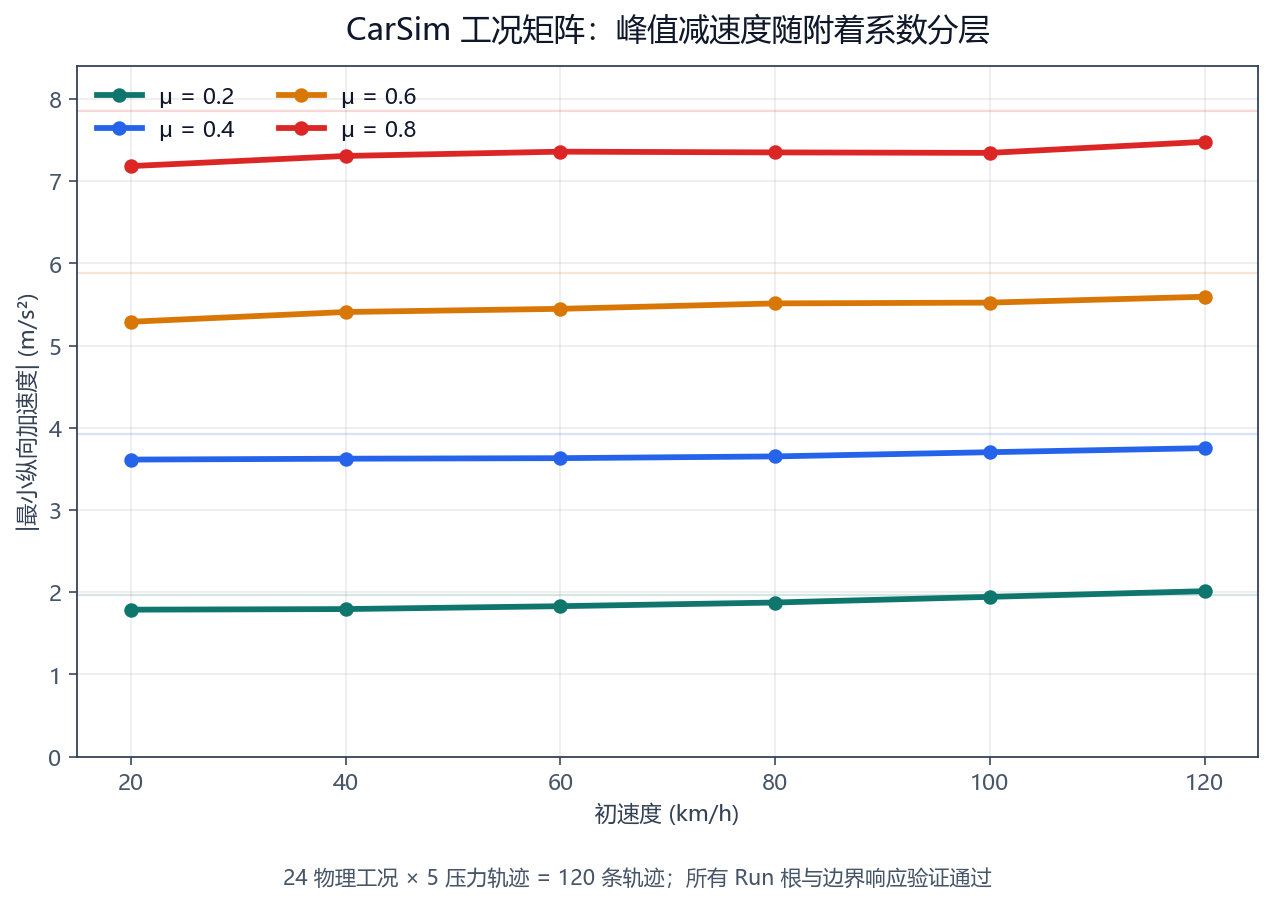 CarSim 工况矩阵：峰值减速度随附着系数分层
μ = 0.2
μ = 0.4
μ = 0.6
μ = 0.8
|最小纵向加速度| (m/s²)
8
7
6
5
4
3
2
1
0
20 40 60 80 100 120
初速度 (km/h)
24 物理工况 × 5 压力轨迹 = 120 条轨迹；所有 Run 根与边界响应验证通过